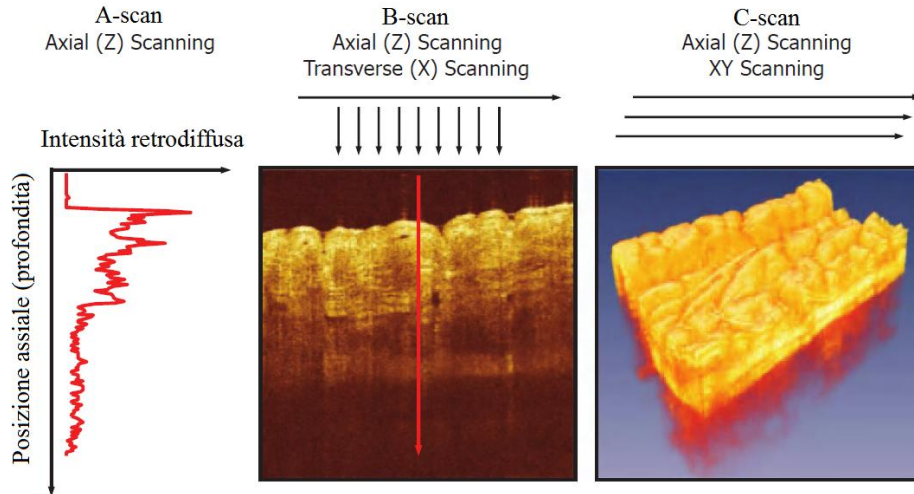 A-scan
Axial (Z) Scanning
B-scan
Axial (Z) Scanning
Transverse (X) Scanning
C-scan
Axial (Z) Scanning
XY Scanning
Intensità retrodiffusa
Posizione assiale (profondità)